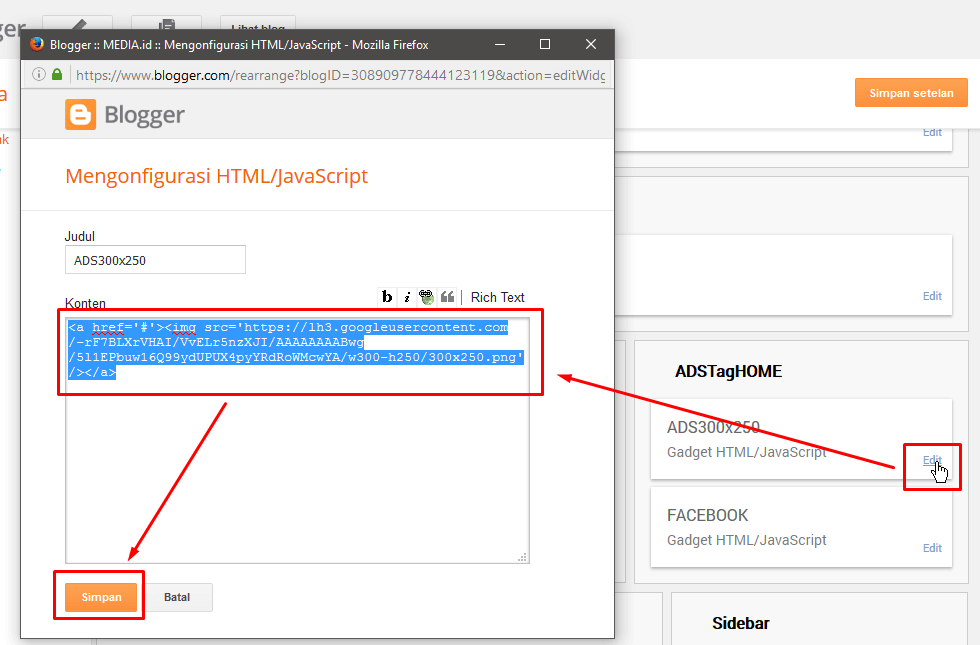 ger
Lihat blog
Blogger :: MEDIA.id :: Mengonfigurasi HTML/JavaScript - Mozilla Firefox
https://www.blogger.com/rearrange?blogID=308909778444123119&action=editWidg
Blogger
Simpan setelan
a
ak
Edit
Mengonfigurasi HTML/JavaScript
Judul
ADS300x250
Edit
Konten
b i Rich Text
<a href='#'><img src='https://lh3.googleusercontent.com
/-rF7BLXrVHAI/VvELr5nzXJI/AAAAAAAABwg
/5l1EPbuw16Q99ydUPUX4pyYRdRoWMcwYA/w300-h250/300x250.png'
/></a>
ADSTagHOME
ADS300x250
Gadget HTML/JavaScript
Edit
FACEBOOK
Gadget HTML/JavaScript
Edit
Simpan
Batal
Sidebar